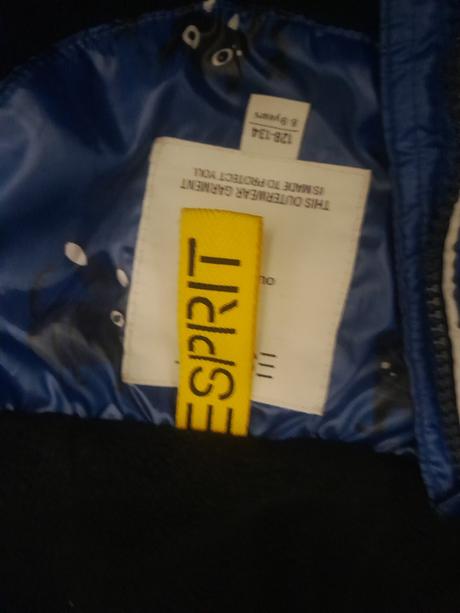 THIS OUTERWEAR GARMENT
IS MADE TO PROTECT YOU.
128-134
8-9 years
ESPRIT